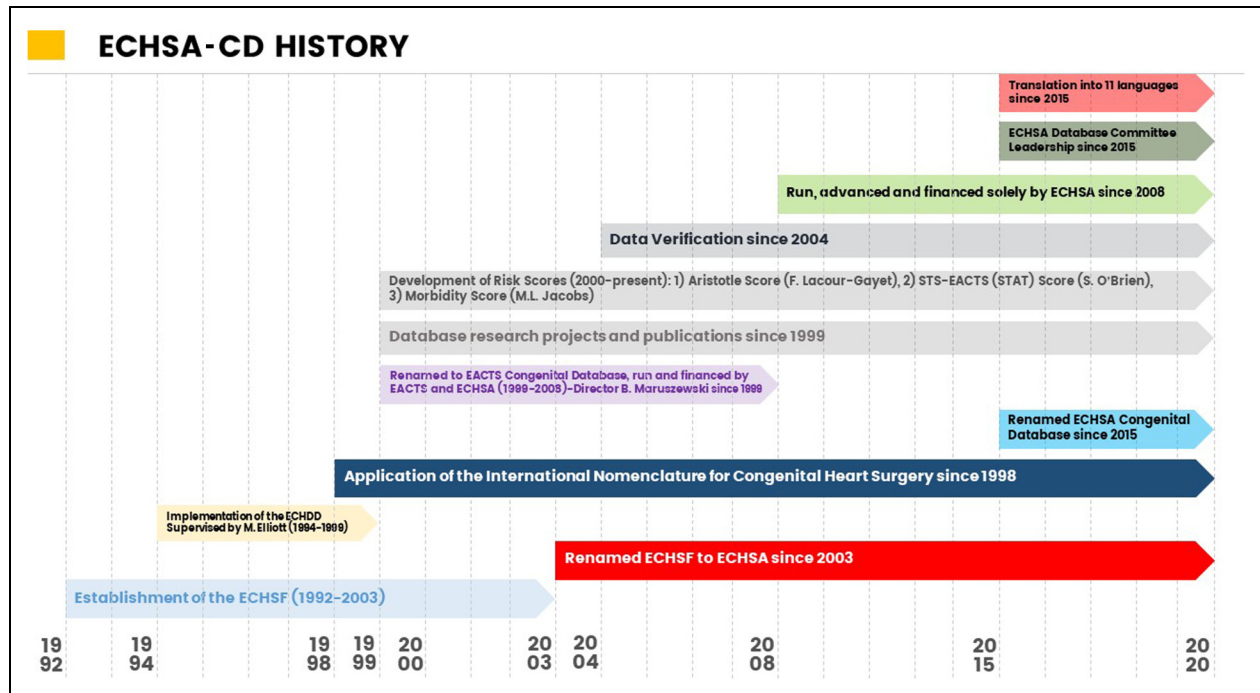 ECHSA-CD HISTORY
Translation into 11 languages
since 2015
ECHSA Database Committee
Leadership since 2015
Run, advanced and financed solely by ECHSA since 2008
Data Verification since 2004
Development of Risk Scores (2000-present): 1) Aristotle Score (F. Lacour-Gayet), 2) STS-EACTS (STAT) Score (S. O'Brien),
3) Morbidity Score (M.L. Jacobs)
Database research projects and publications since 1999
Renamed to EACTS Congenital Database, run and financed by
EACTS and ECHSA (1999-2008)-Director B. Maruszewski since 1999
Renamed ECHSA Congenital
Database since 2015
Application of the International Nomenclature for Congenital Heart Surgery since 1998
Implementation of the ECHDD
Supervised by M. Elliott (1994-1999)
Renamed ECHSF to ECHSA since 2003
Establishment of the ECHSF (1992-2003)
19 19 19 19 20 20 20 20 20 20
92 94 98 99 00 03 04 08 15 20